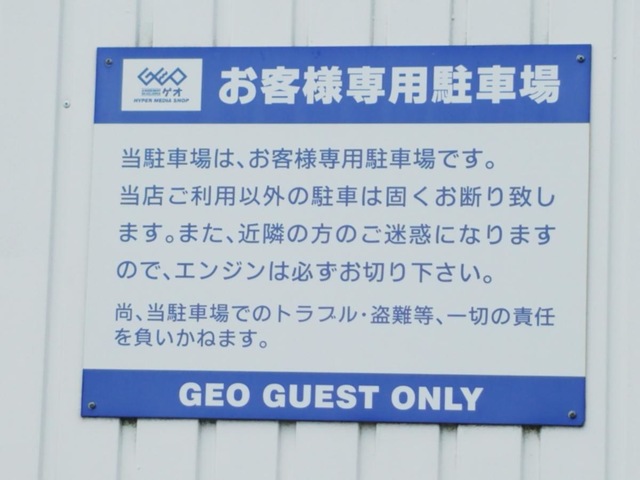 GEO
ゲオ
HYPER MEDIA SHOP
お客様専用駐車場
当駐車場は、お客様専用駐車場です。
当店ご利用以外の駐車は固くお断り致し
ます。また、近隣の方のご迷惑になります
ので、エンジンは必ずお切り下さい。
尚、当駐車場でのトラブル・盗難等、一切の責任
を負いかねます。
GEO GUEST ONLY